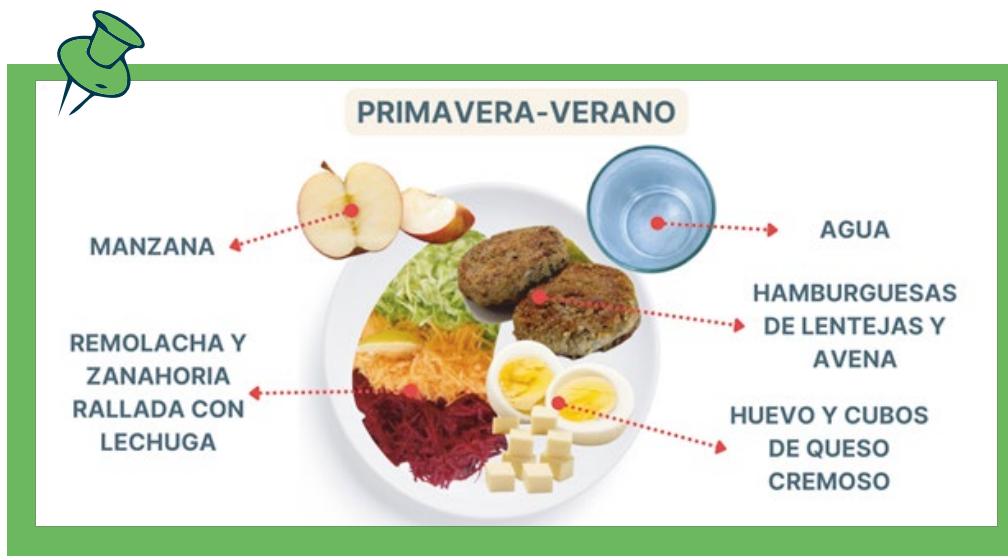 PRIMAVERA-VERANO
MANZANA
AGUA
HAMBURGUESAS
DE LENTEJAS Y
AVENA
REMOLACHA Y
ZANAHORIA
RALLADA CON
LECHUGA
HUEVO Y CUBOS
DE QUESO
CREMOSO